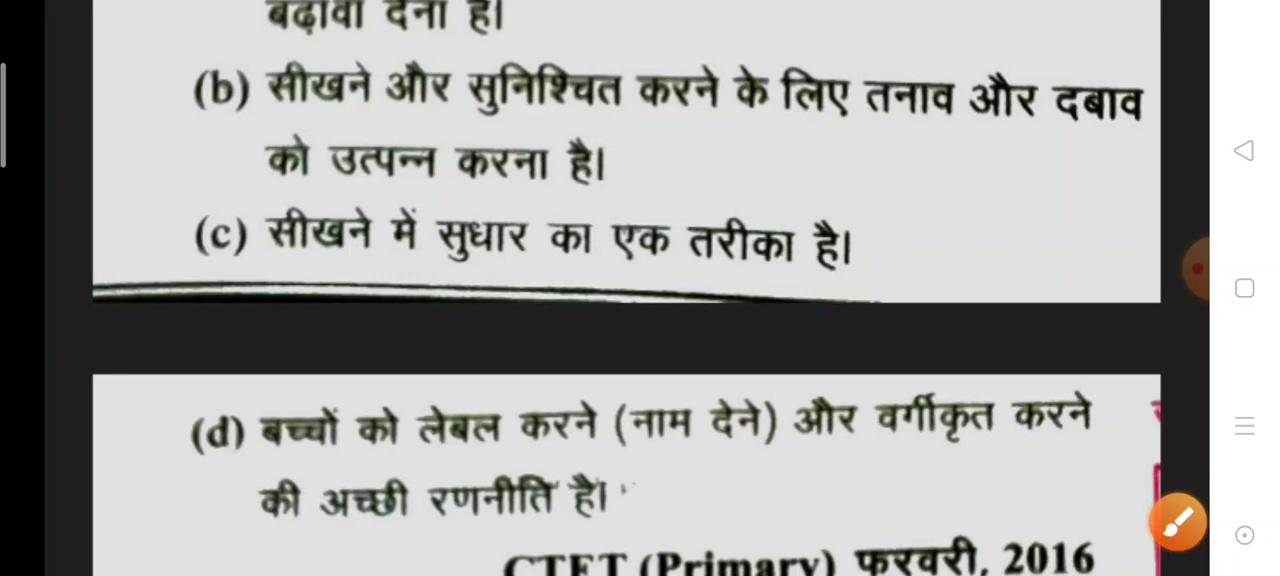 बढ़ावा देना है।
(b) सीखने और सुनिश्चित करने के लिए तनाव और दबाव
को उत्पन्न करना है।
(c) सीखने में सुधार का एक तरीका है।
(d) बच्चों को लेबल करने (नाम देने) और वर्गीकृत करने
की अच्छी रणनीति है।
CTET (Primary) फरवरी, 2016